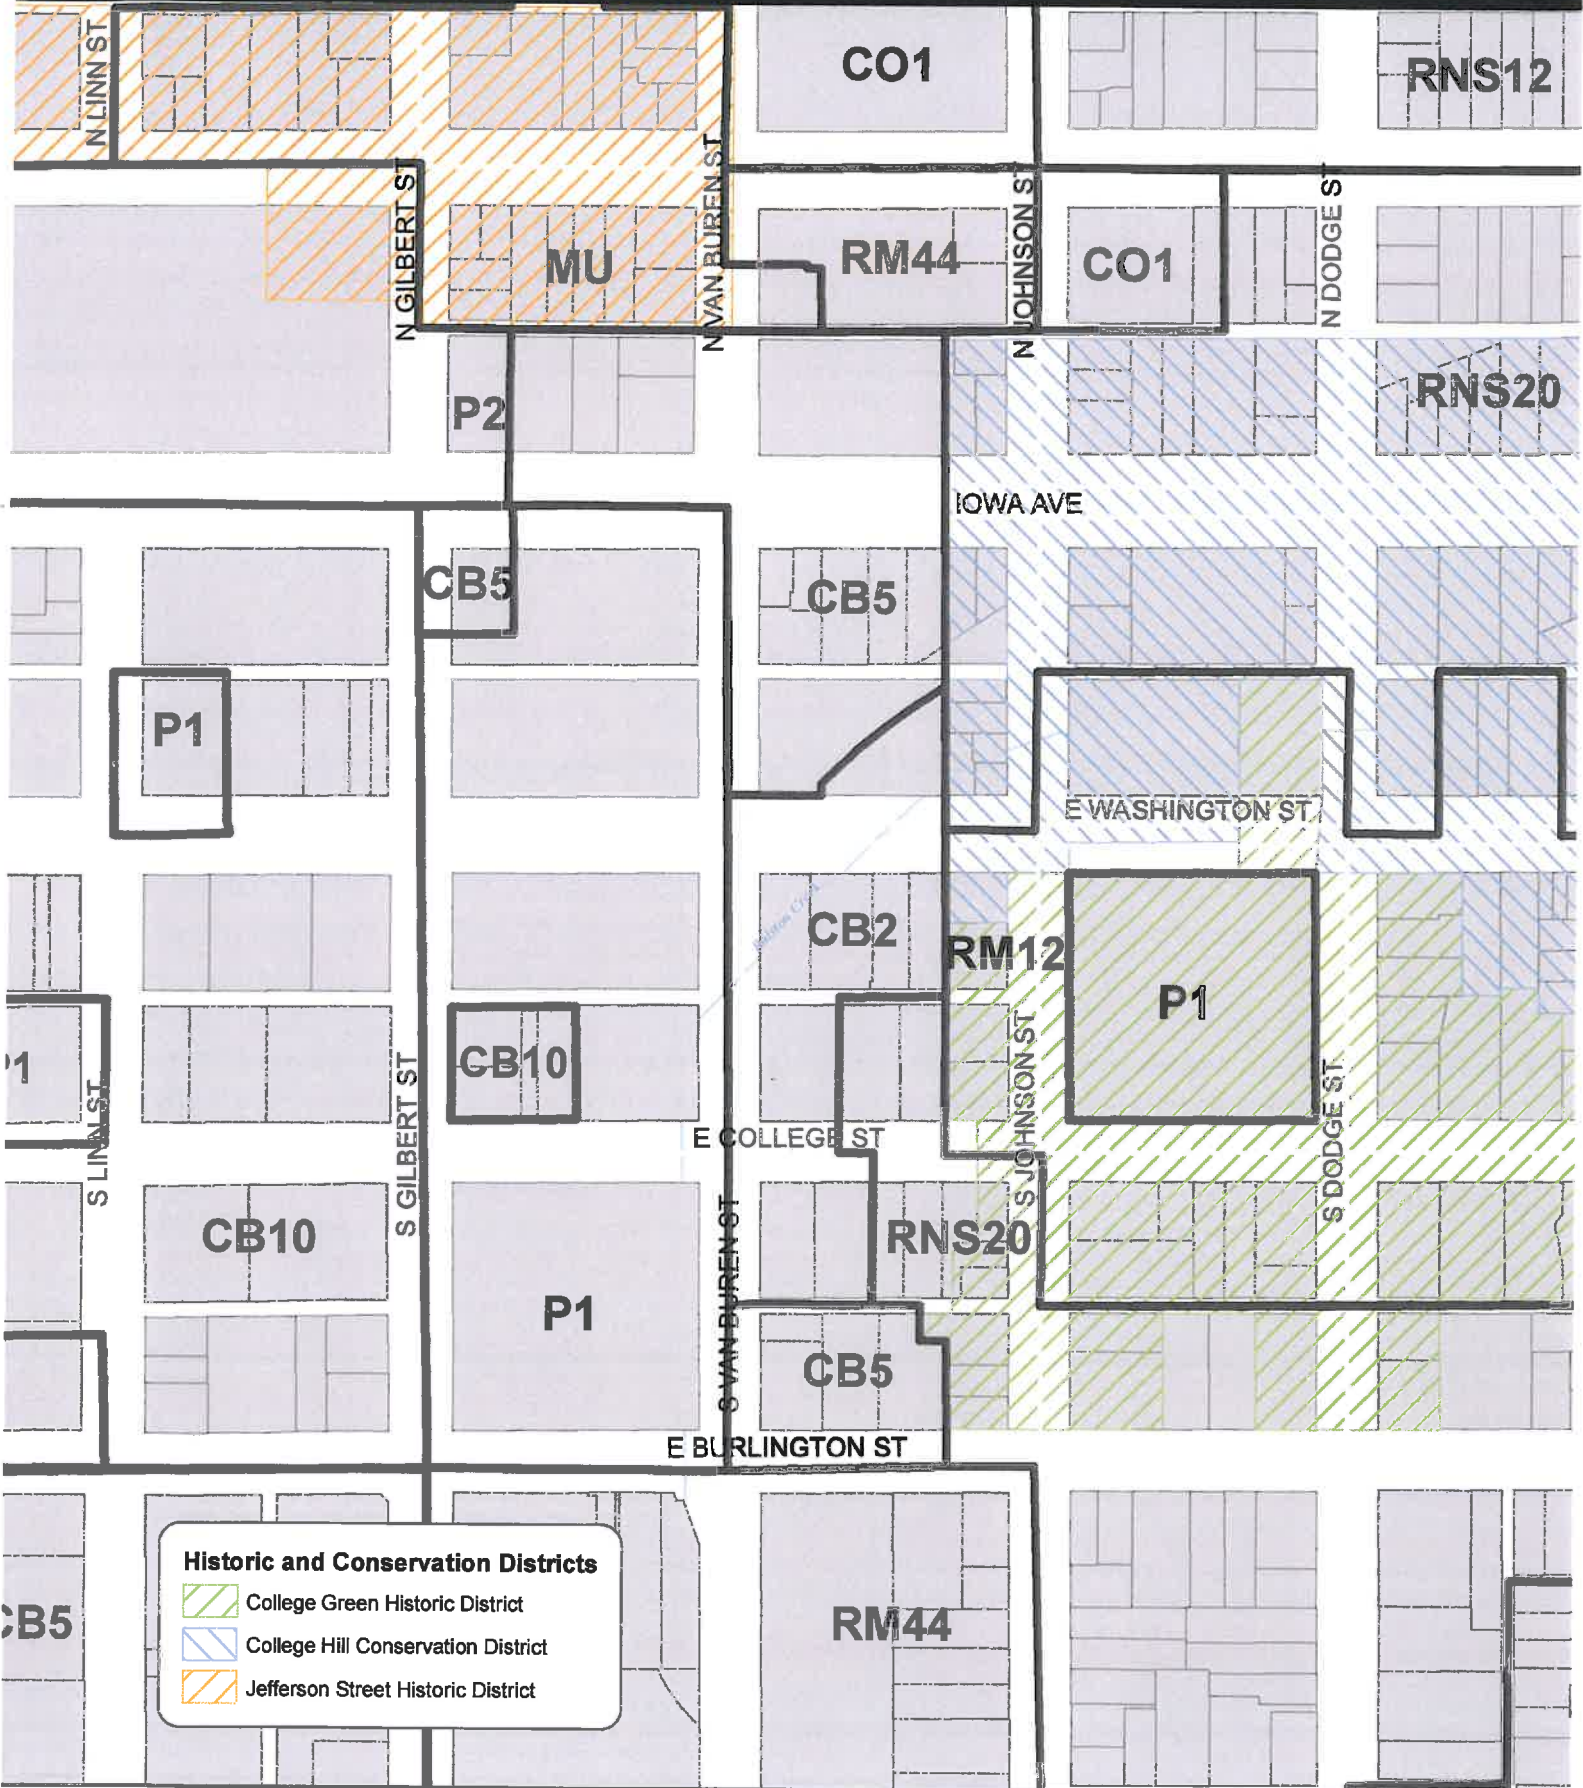 N LINN ST
CO1
RNS12
N GILBERT ST
MU
N VAN BUREN ST
RM44
N JOHNSON ST
CO1
N DODGE ST
P2
RNS20
IOWA AVE
CB5
CB5
P1
E WASHINGTON ST
Ralston Creek
CB2
RM12
P1
P1
CB10
S LINN ST
S GILBERT ST
E COLLEGE ST
S JOHNSON ST
S DODGE ST
CB10
RNS20
P1
S VAN BUREN ST
CB5
E BURLINGTON ST
CB5
RM44
Historic and Conservation Districts
College Green Historic District
College Hill Conservation District
Jefferson Street Historic District